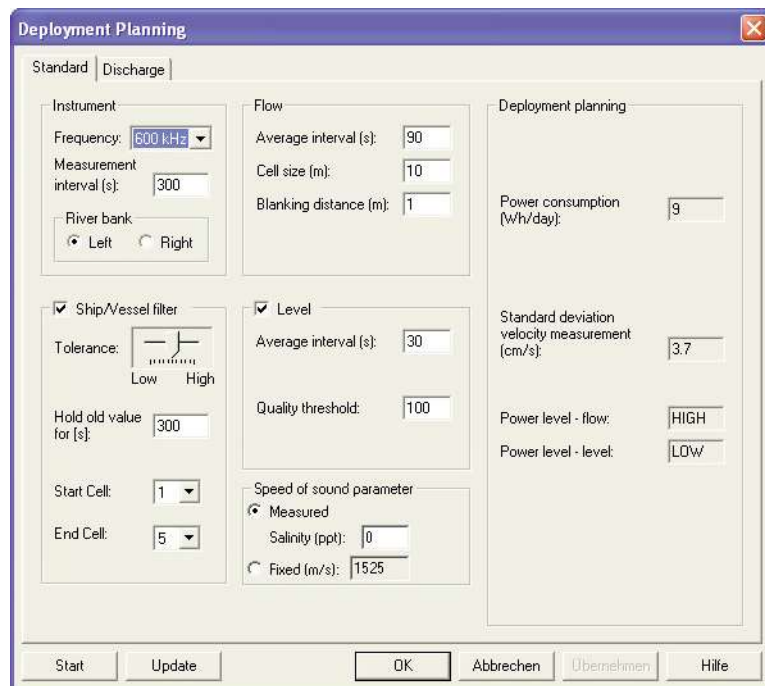 Deployment Planning
Standard
Discharge
Instrument
Frequency: 600 kHz
Measurement
interval (s): 300
River bank
Left Right
Flow
Average interval (s): 90
Cell size (m): 10
Blanking distance (m): 1
Deployment planning
Power consumption
(Wh/day): 9
Standard deviation
velocity measurement
(cm/s): 3.7
Power level - flow: HIGH
Power level - level: LOW
Ship/Vessel filter
Tolerance:
Low High
Hold old value
for [s]: 300
Start Cell: 1
End Cell: 5
Level
Average interval (s): 30
Quality threshold: 100
Speed of sound parameter
Measured
Salinity (ppt): 0
Fixed (m/s): 1525
Start
Update
OK
Abbrechen
Übernehmen
Hilfe